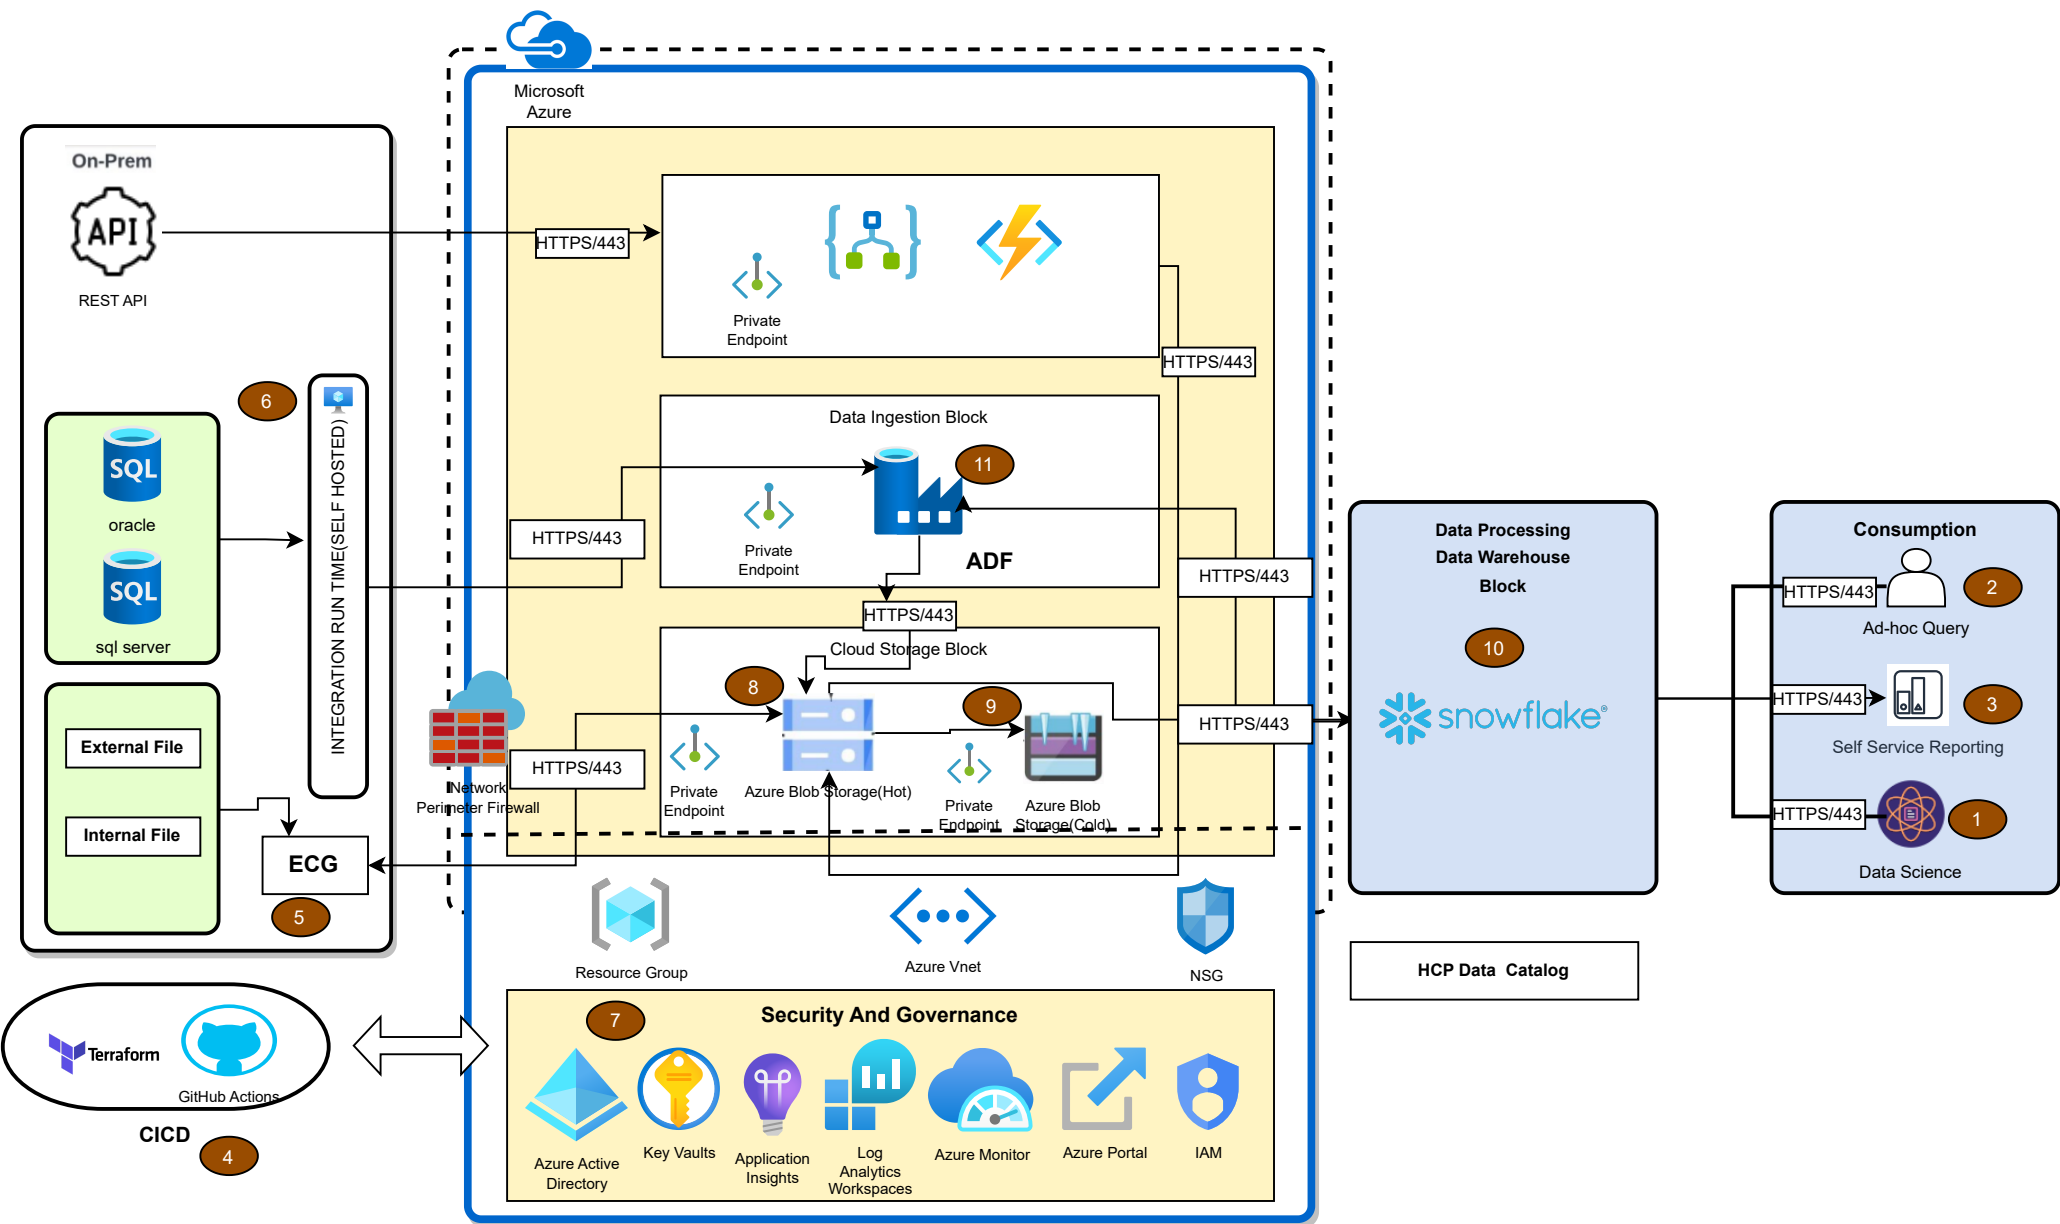 Microsoft
Azure
On-Prem
API
REST API
HTTPS/443
Private
Endpoint
HTTPS/443
6
INTEGRATION RUN TIME(SELF HOSTED)
SQL
oracle
SQL
sql server
Data Ingestion Block
11
HTTPS/443
Private
Endpoint
ADF
HTTPS/443
HTTPS/443
Cloud Storage Block
8
9
HTTPS/443
HTTPS/443
Network
Perimeter Firewall
Private
Endpoint
Azure Blob Storage(Hot)
Private
Endpoint
Azure Blob
Storage(Cold)
External File
Internal File
ECG
5
Data Processing
Data Warehouse
Block
10
snowflake®
Consumption
HTTPS/443
2
Ad-hoc Query
HTTPS/443
3
Self Service Reporting
HTTPS/443
1
Data Science
HCP Data Catalog
Resource Group
Azure Vnet
NSG
Terraform
GitHub Actions
CICD
4
7
Security And Governance
Azure Active
Directory
Key Vaults
Application
Insights
Log
Analytics
Workspaces
Azure Monitor
Azure Portal
IAM